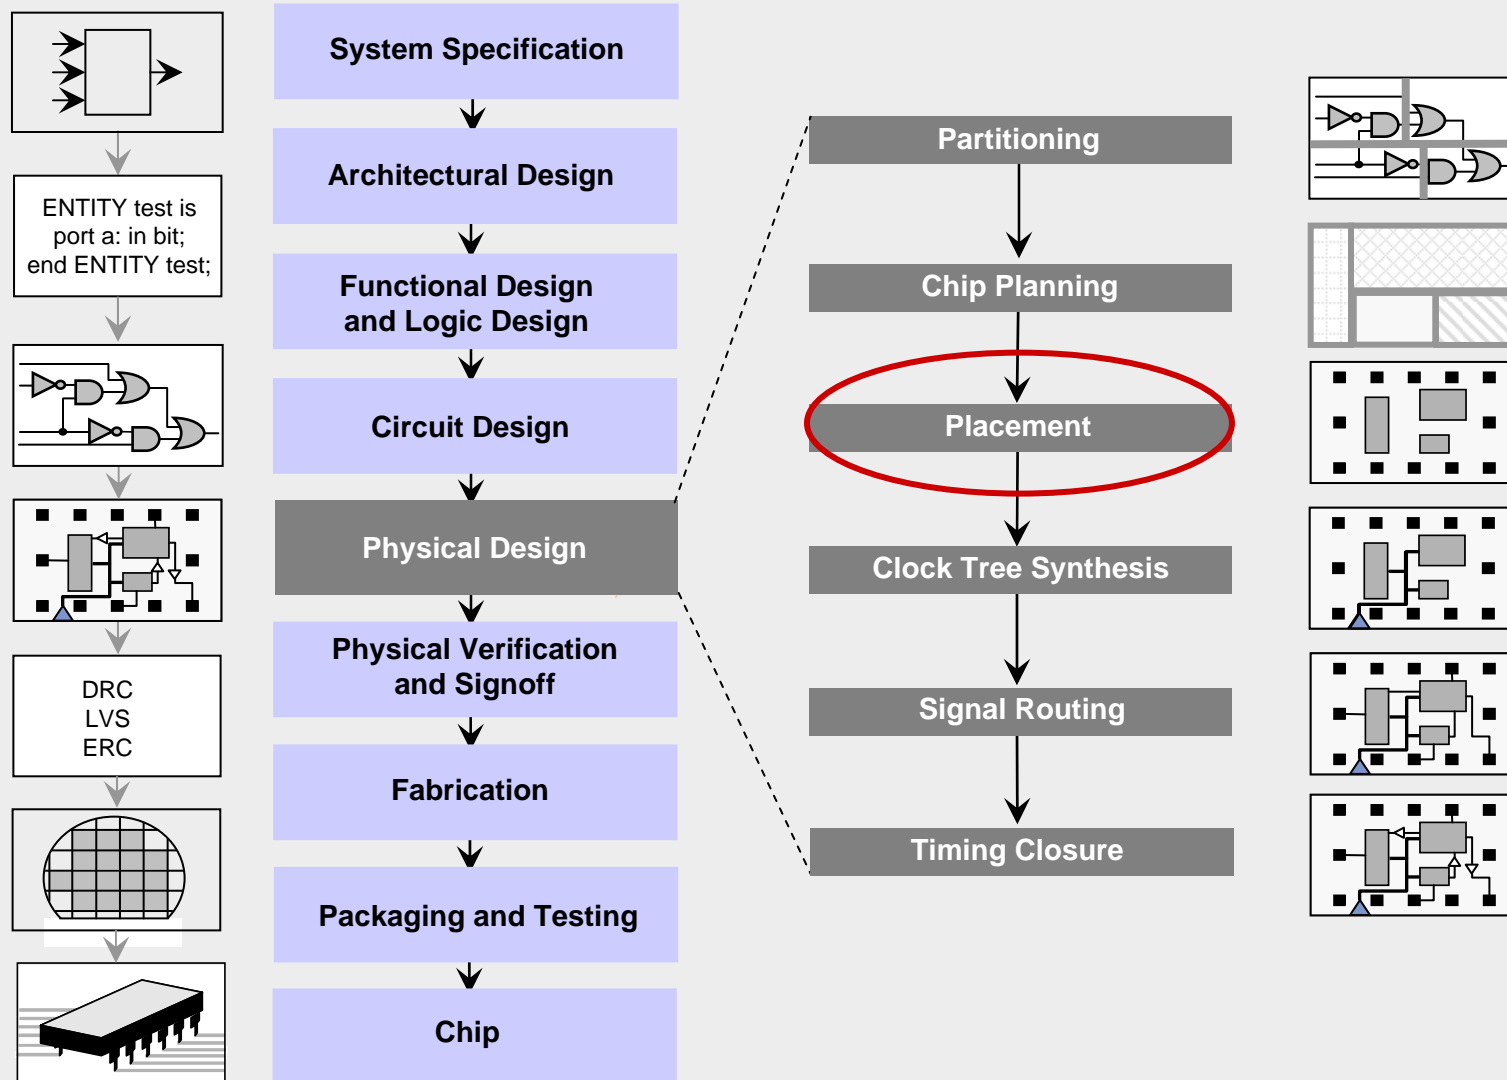 System Specification
Architectural Design
Functional Design
and Logic Design
Circuit Design
Physical Design
Physical Verification
and Signoff
Fabrication
Packaging and Testing
Chip
ENTITY test is
port a: in bit;
end ENTITY test;
DRC
LVS
ERC
Partitioning
Chip Planning
Placement
Clock Tree Synthesis
Signal Routing
Timing Closure